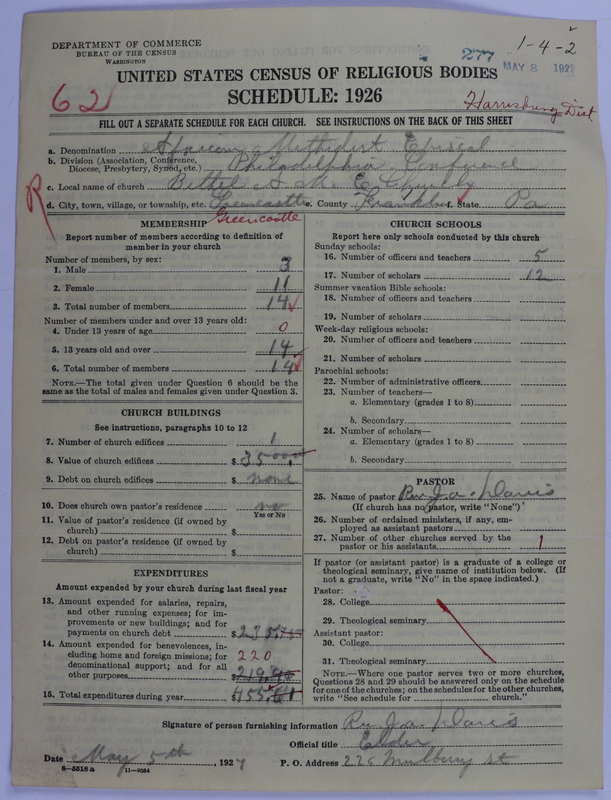 DEPARTMENT OF COMMERCE
BUREAU OF THE CENSUS
WASHINGTON
277
MAY 8 1927
1-4-2
UNITED STATES CENSUS OF RELIGIOUS BODIES
SCHEDULE: 1926
62
Harrisburg Dist
FILL OUT A SEPARATE SCHEDULE FOR EACH CHURCH. SEE INSTRUCTIONS ON THE BACK OF THIS SHEET
a. Denomination African Methodist
b. Division (Association, Conference, Diocese, Presbytery, Synod, etc.) Philadelphia Conference
c. Local name of church Bethel A. M. E. Church
R
d. City, town, village, or township, etc. Greencastle e. County Franklin f. State Pa
Greencastle
MEMBERSHIP
Report number of members according to definition of member in your church
Number of members, by sex:
1. Male 3
2. Female 11
3. Total number of members 14
Number of members under and over 13 years old:
4. Under 13 years of age 0
5. 13 years old and over 14
6. Total number of members 14
NOTE.—The total given under Question 6 should be the same as the total of males and females given under Question 3.
CHURCH BUILDINGS
See instructions, paragraphs 10 to 12
7. Number of church edifices 1
8. Value of church edifices $
9. Debt on church edifices $ none
10. Does church own pastor's residence no
Yes or No
11. Value of pastor's residence (if owned by church) $
12. Debt on pastor's residence (if owned by church) $
EXPENDITURES
Amount expended by your church during last fiscal year
13. Amount expended for salaries, repairs, and other running expenses; for improvements or new buildings; and for payments on church debt $
14. Amount expended for benevolences, including home and foreign missions; for denominational support; and for all other purposes
220
15. Total expenditures during year $
CHURCH SCHOOLS
Report here only schools conducted by this church
Sunday schools:
16. Number of officers and teachers 5
17. Number of scholars 12
Summer vacation Bible schools:
18. Number of officers and teachers
19. Number of scholars
Week-day religious schools:
20. Number of officers and teachers
21. Number of scholars
Parochial schools:
22. Number of administrative officers
23. Number of teachers—
a. Elementary (grades 1 to 8)
b. Secondary
24. Number of scholars—
a. Elementary (grades 1 to 8)
b. Secondary
PASTOR
25. Name of pastor Rev J. a. Davis
(If church has no pastor, write "None")
26. Number of ordained ministers, if any, employed as assistant pastors
27. Number of other churches served by the pastor or his assistants 1
If pastor (or assistant pastor) is a graduate of a college or theological seminary, give name of institution below. (If not a graduate, write "No" in the space indicated.)
Pastor:
28. College
29. Theological seminary
Assistant pastor:
30. College
31. Theological seminary
NOTE.—Where one pastor serves two or more churches, Questions 28 and 29 should be answered only on the schedule for one of the churches; on the schedules for the other churches, write "See schedule for church."
Signature of person furnishing information Rev J. a. Davis
Official title Elder
Date May 5th, 1927 P. O. Address Mulberry st
6-5518 a 11-9084